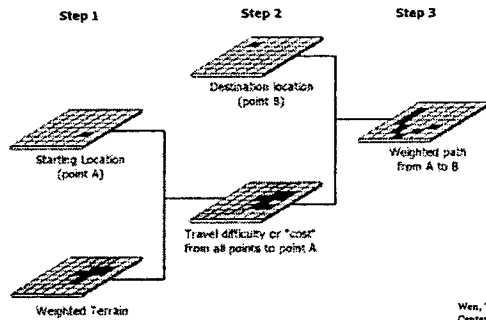 Step 1
Step 2
Step 3
Destination location
(point B)
Starting Location
(point A)
Weighted path
from A to B
Travel difficulty or "cost"
from all points to point A
Weighted Terrain